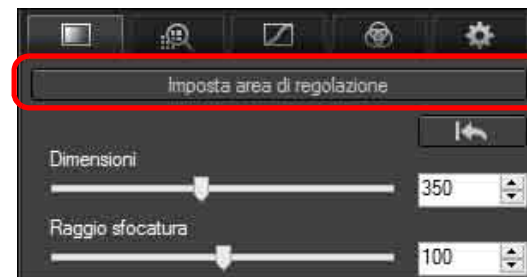 Imposta area di regolazione
Dimensioni
350
Raggio sfocatura
100